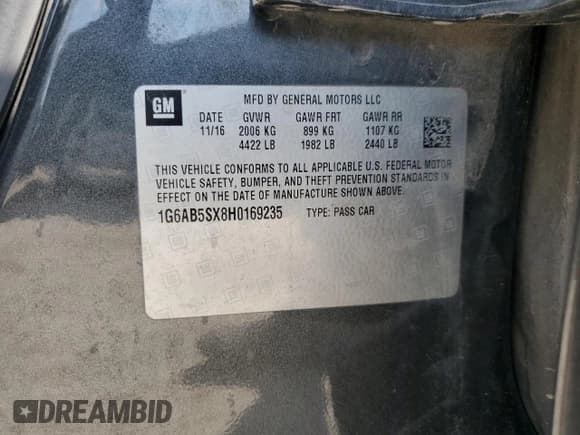 GM
MFD BY GENERAL MOTORS LLC
DATE GVWR GAWR FRT GAWR RR
11/16 2006 KG 899 KG 1107 KG
4422 LB 1982 LB 2440 LB
THIS VEHICLE CONFORMS TO ALL APPLICABLE U.S. FEDERAL MOTOR
VEHICLE SAFETY, BUMPER, AND THEFT PREVENTION STANDARDS IN
EFFECT ON THE DATE OF MANUFACTURE SHOWN ABOVE.
1G6AB5SX8H0169235 TYPE: PASS CAR
DREAMBID